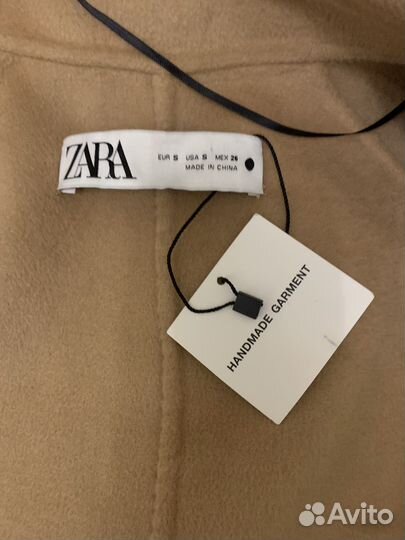 ZARA
EUR S USA S MEX 26
MADE IN CHINA
HANDMADE GARMENT
Avito